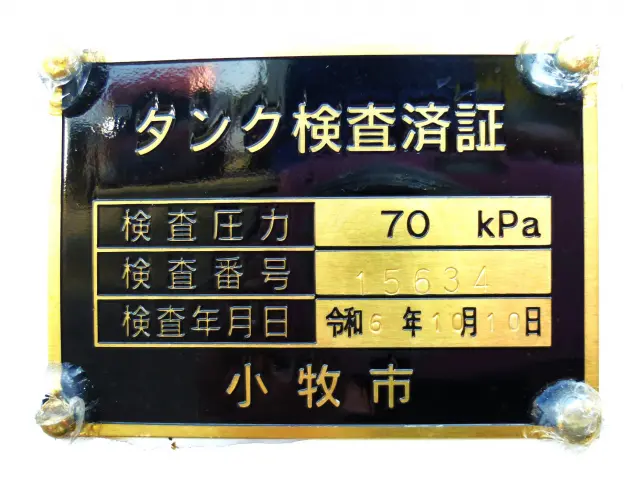 タンク検査済証
検査圧力 70 kPa
検査番号 15634
検査年月日 令和6年10月10日
小牧市